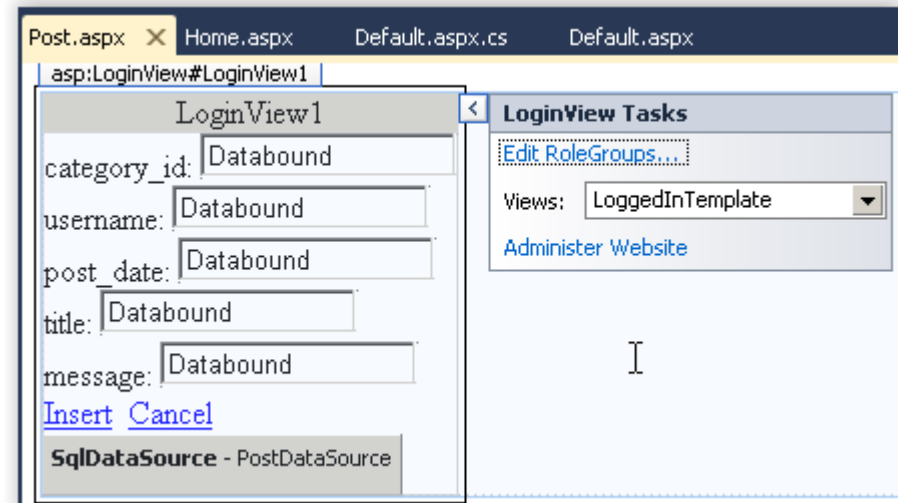 Post.aspx Home.aspx Default.aspx.cs Default.aspx
asp:LoginView#LoginView1
LoginView1
category_id: Databound
username: Databound
post_date: Databound
title: Databound
message: Databound
Insert Cancel
SqlDataSource - PostDataSource
LoginView Tasks
Edit RoleGroups...
Views: LoggedInTemplate
Administer Website